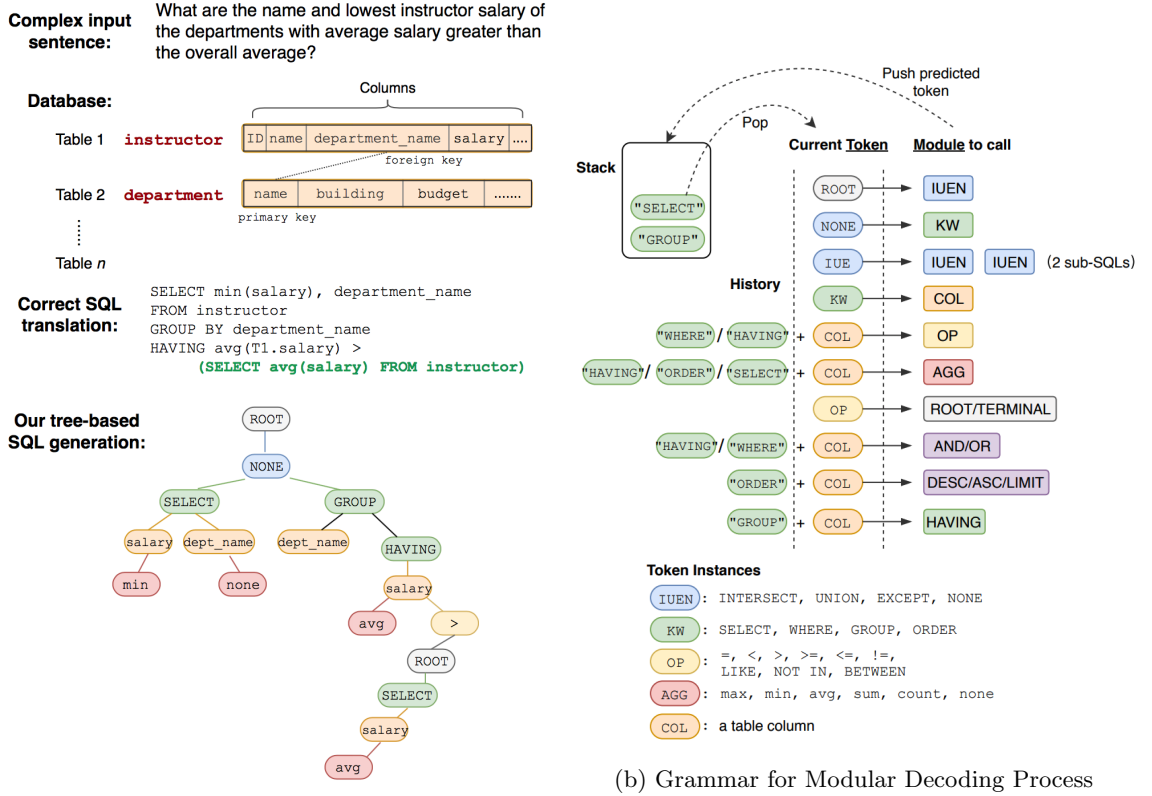 Complex input
sentence:
What are the name and lowest instructor salary of
the departments with average salary greater than
the overall average?
Database:
Columns
Table 1 instructor ID name department_name salary ....
foreign key
Table 2 department name building budget .......
primary key
Table n
Correct SQL
translation:
SELECT min(salary), department_name
FROM instructor
GROUP BY department_name
HAVING avg(T1.salary) >
(SELECT avg(salary) FROM instructor)
Our tree-based
SQL generation:
ROOT
NONE
SELECT GROUP
salary dept_name dept_name HAVING
min none salary
avg >
ROOT
SELECT
salary
avg
Push predicted
token
Pop
Current Token Module to call
Stack
"SELECT"
"GROUP"
ROOT IUEN
NONE KW
IUE IUEN IUEN (2 sub-SQLs)
History
KW COL
"WHERE" / "HAVING" + COL OP
"HAVING" / "ORDER" / "SELECT" + COL AGG
OP ROOT/TERMINAL
"HAVING" / "WHERE" + COL AND/OR
"ORDER" + COL DESC/ASC/LIMIT
"GROUP" + COL HAVING
Token Instances
IUEN : INTERSECT, UNION, EXCEPT, NONE
KW : SELECT, WHERE, GROUP, ORDER
OP : =, <, >, >=, <=, !=,
LIKE, NOT IN, BETWEEN
AGG : max, min, avg, sum, count, none
COL : a table column
(b) Grammar for Modular Decoding Process